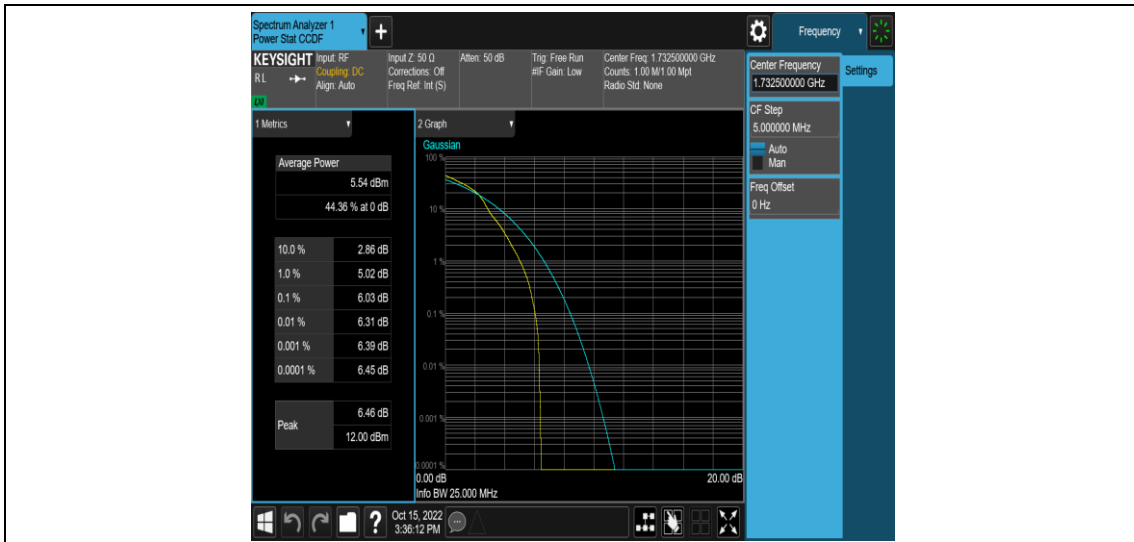 Spectrum Analyzer 1
Power Stat CCDF
+
Frequency
KEYSIGHT
RL
LXI
Input: RF
Coupling: DC
Align: Auto
Input Z: 50 Ω
Corrections: Off
Freq Ref: Int (S)
Atten: 50 dB
Trig: Free Run
#IF Gain: Low
Center Freq: 1.732500000 GHz
Counts: 1.00 M/1.00 Mpt
Radio Std: None
Center Frequency
1.732500000 GHz
Settings
CF Step
5.000000 MHz
Auto
Man
Freq Offset
0 Hz
1 Metrics
Average Power
5.54 dBm
44.36 % at 0 dB
10.0 % 2.86 dB
1.0 % 5.02 dB
0.1 % 6.03 dB
0.01 % 6.31 dB
0.001 % 6.39 dB
0.0001 % 6.45 dB
Peak
6.46 dB
12.00 dBm
2 Graph
Gaussian
100 %
10 %
1 %
0.1 %
0.01 %
0.001 %
0.0001 %
0.00 dB 20.00 dB
Info BW 25.000 MHz
?
Oct 15, 2022
3:36:12 PM